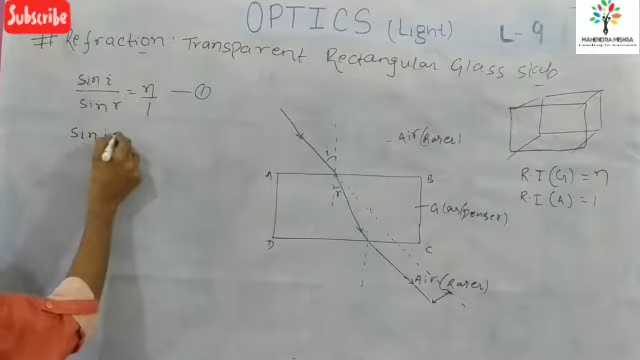 Subscribe
OPTICS (Light) L-9
MAHENDRA MISHRA
# Refraction. Transparent Rectangular Glass slab
sin i / sin r = n / 1 — ①
sin i
Air(Rarer)
i
A B
r
Glass(Denser)
D C
Air(Rarer)
R.I(G) = n
R.I(A) = 1